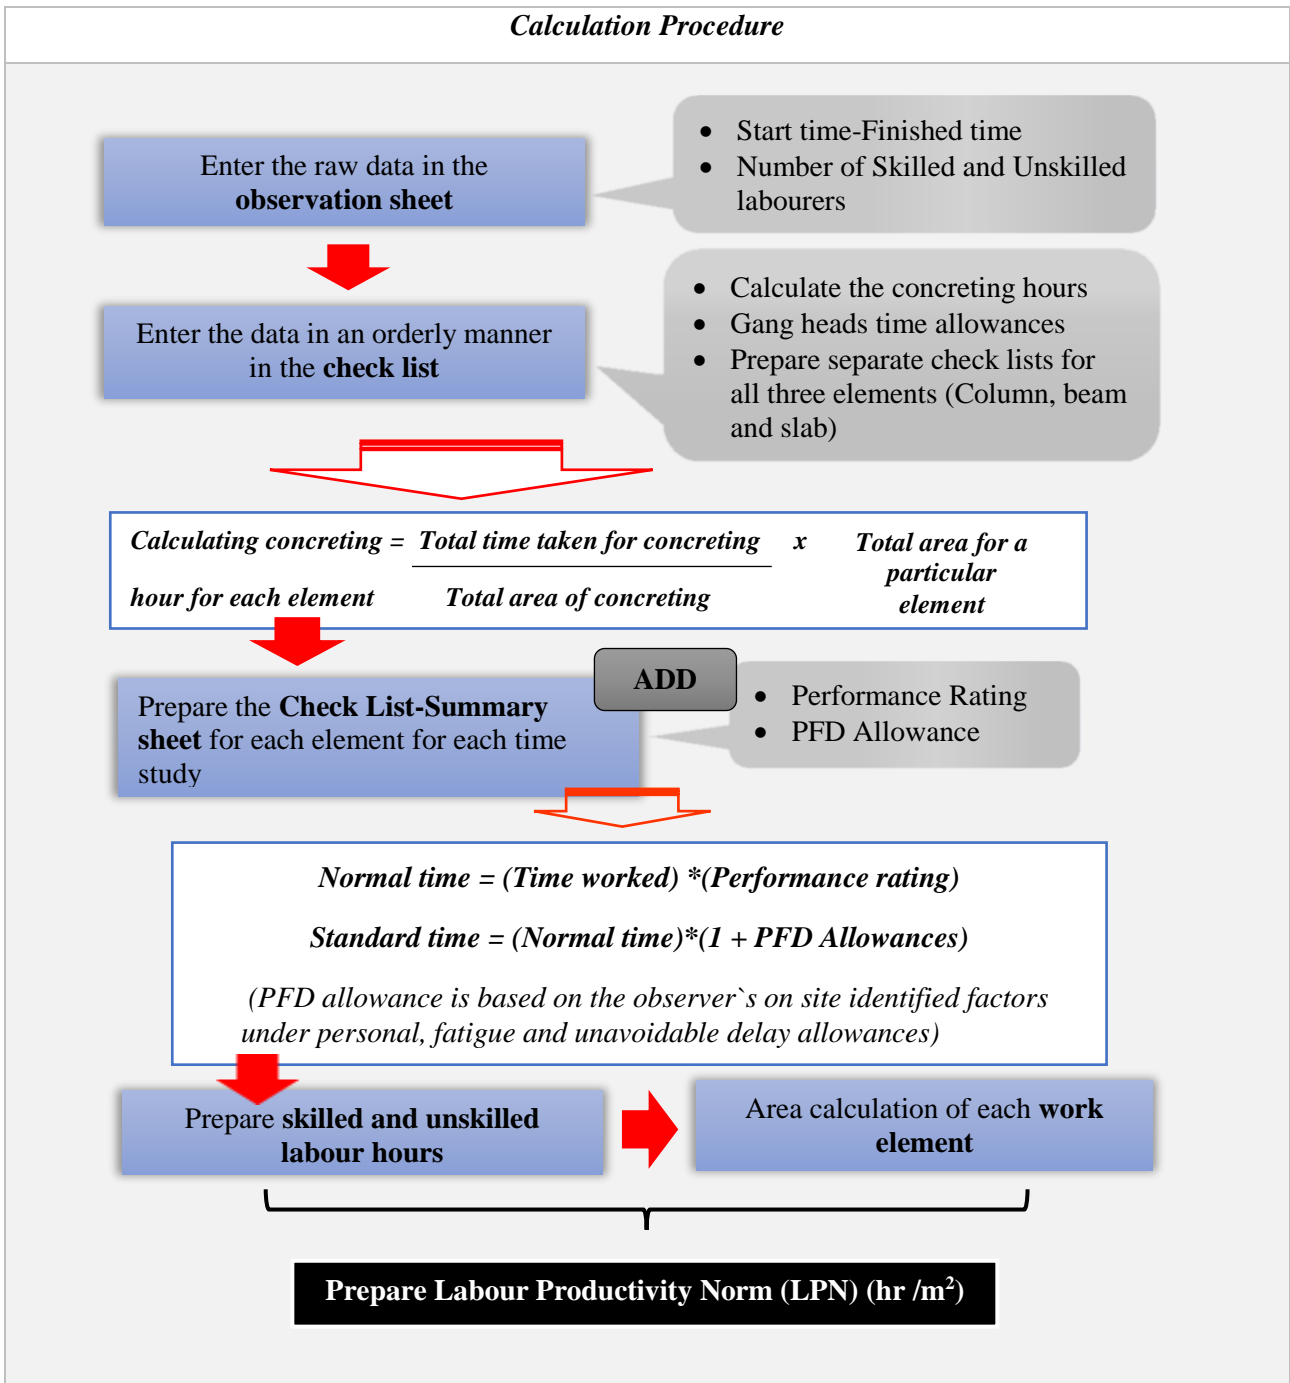 Calculation Procedure
Enter the raw data in the
observation sheet
• Start time-Finished time
• Number of Skilled and Unskilled
labourers
Enter the data in an orderly manner
in the check list
• Calculate the concreting hours
• Gang heads time allowances
• Prepare separate check lists for
all three elements (Column, beam
and slab)
Calculating concreting = Total time taken for concreting x Total area for a
particular
hour for each element Total area of concreting element
ADD
Prepare the Check List-Summary
sheet for each element for each time
study
• Performance Rating
• PFD Allowance
Normal time = (Time worked) *(Performance rating)
Standard time = (Normal time)*(1 + PFD Allowances)
(PFD allowance is based on the observer`s on site identified factors
under personal, fatigue and unavoidable delay allowances)
Prepare skilled and unskilled
labour hours
Area calculation of each work
element
Prepare Labour Productivity Norm (LPN) (hr /m²)